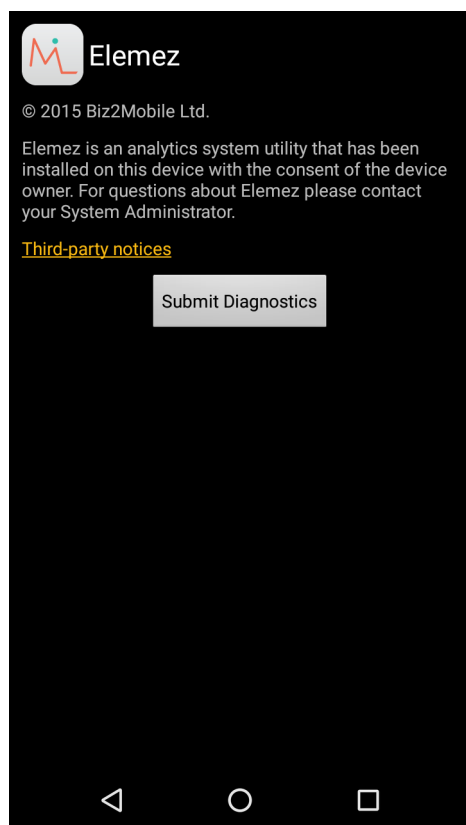 Elemez
© 2015 Biz2Mobile Ltd.
Elemez is an analytics system utility that has been
installed on this device with the consent of the device
owner. For questions about Elemez please contact
your System Administrator.
Third-party notices
Submit Diagnostics